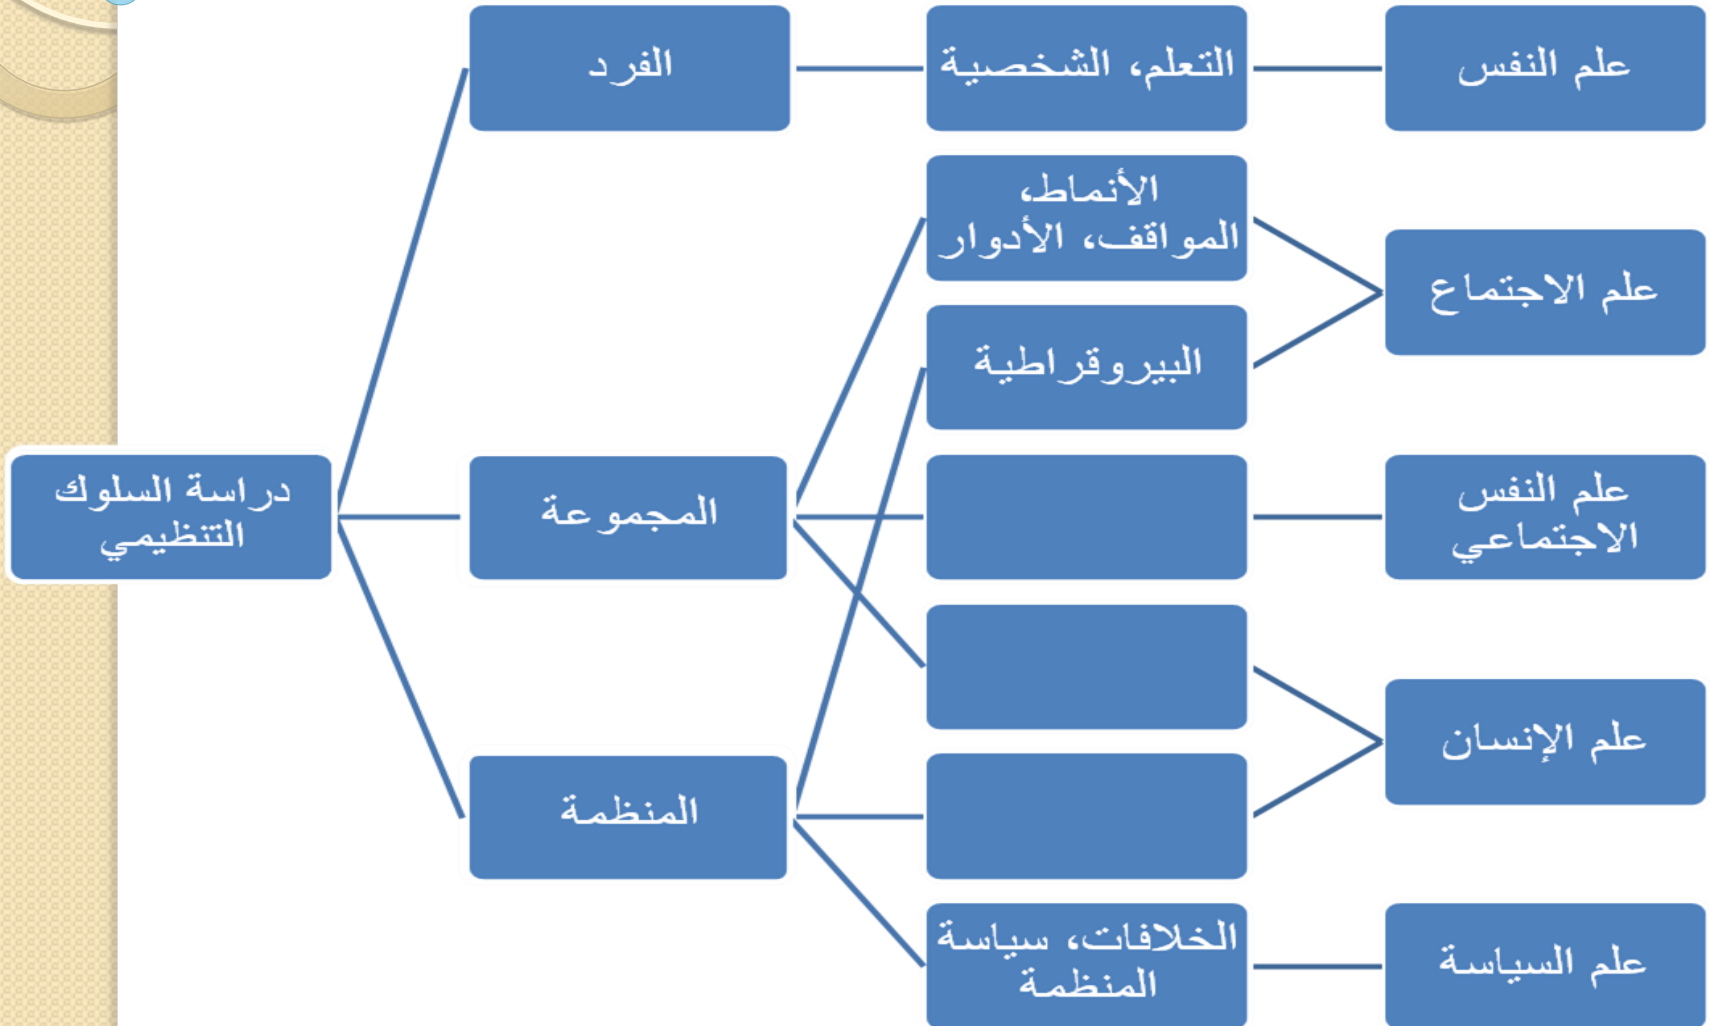 علم النفس
التعلم، الشخصية
الفرد
الأنماط،
المواقف، الأدوار
علم الاجتماع
البيروقراطية
علم النفس
الاجتماعي
المجموعة
دراسة السلوك
التنظيمي
علم الإنسان
المنظمة
الخلافات، سياسة
المنظمة
علم السياسة